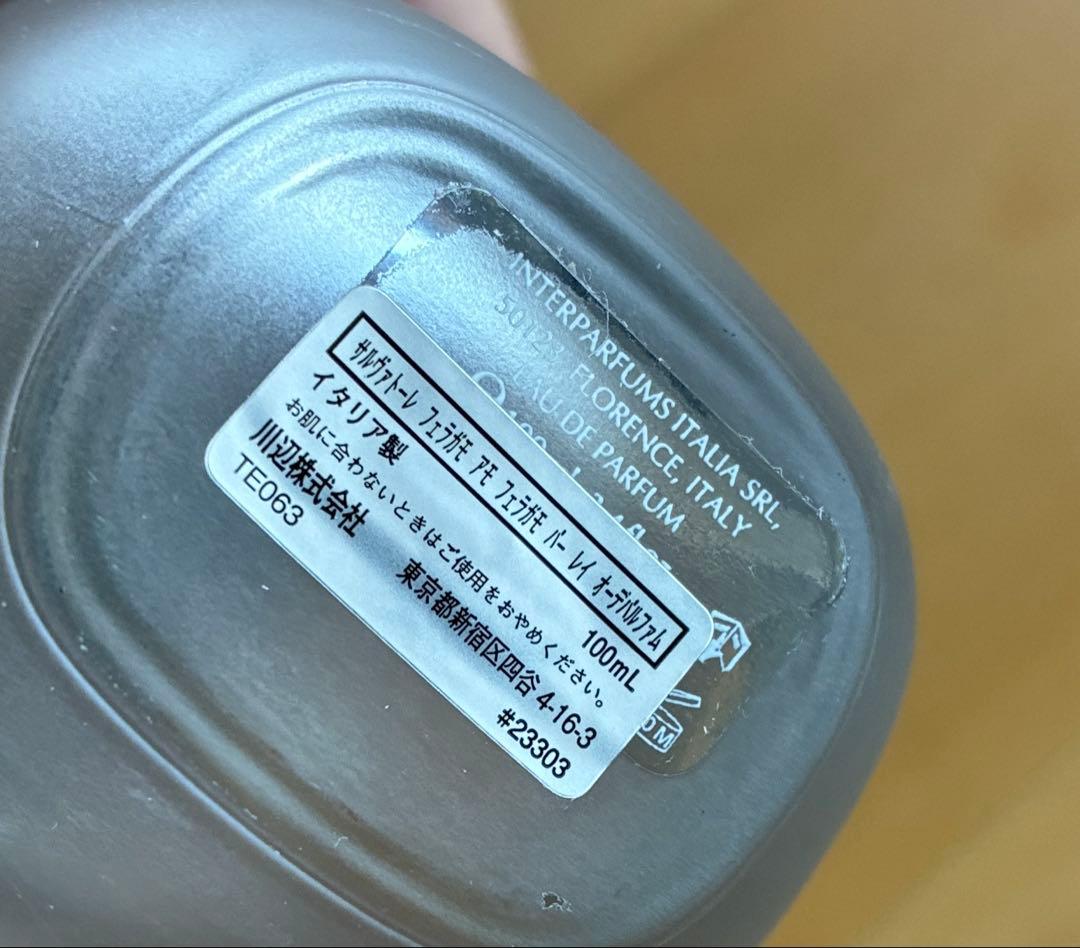 INTERPARFUMS ITALIA SRL,
FLORENCE, ITALY
EAU DE PARFUM
サルヴァトーレ フェラガモ アモ フェラガモ パー レイ オーデパルファム
イタリア製 100mL
お肌に合わないときはご使用をおやめください。
川辺株式会社 東京都新宿区四谷 4-16-3
TE063 #23303